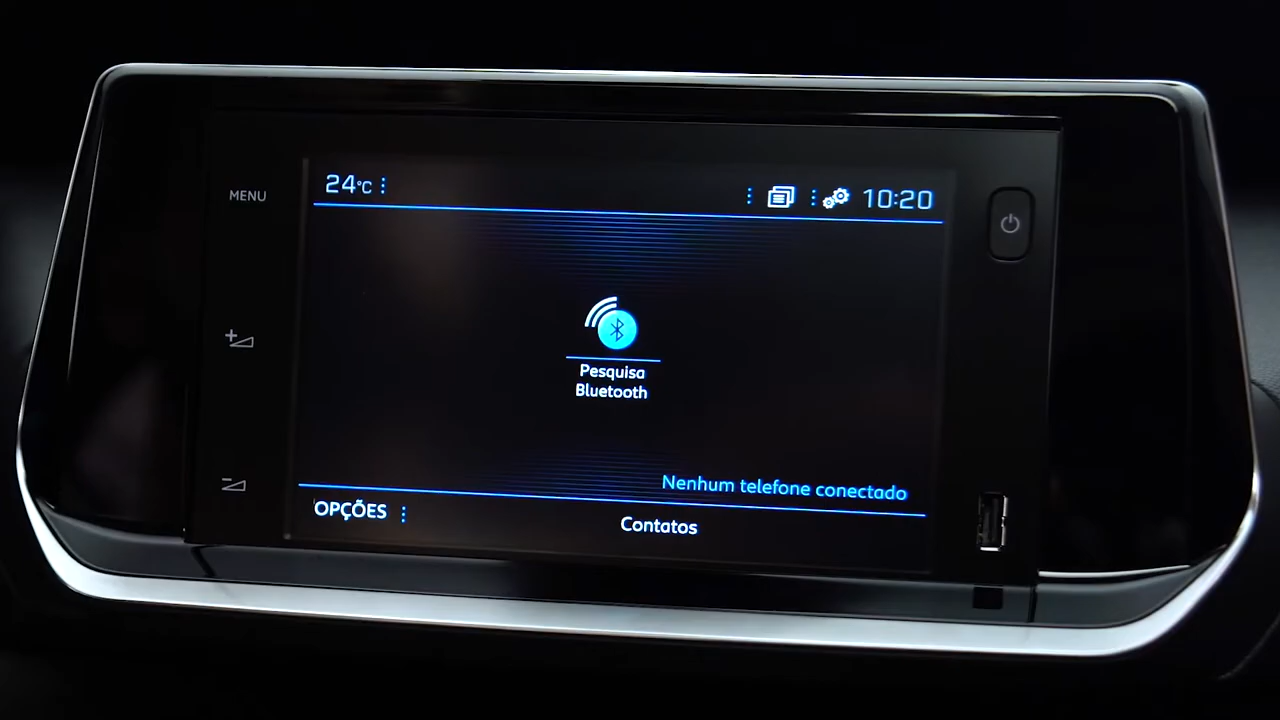 24°C
10:20
MENU
Pesquisa
Bluetooth
Nenhum telefone conectado
OPÇÕES
Contatos